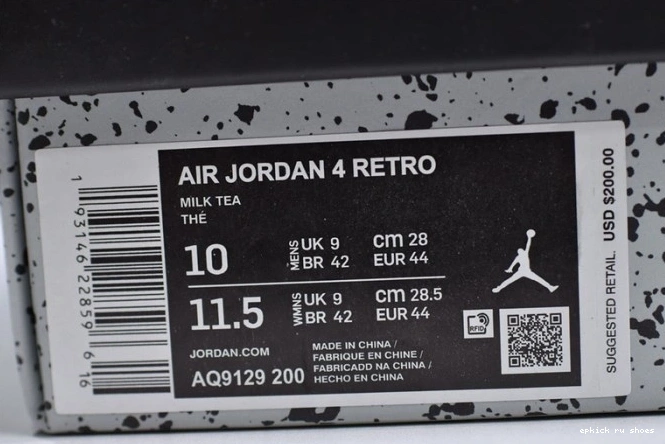 AIR JORDAN 4 RETRO
MILK TEA
THÉ
10 MENS UK 9 cm 28
BR 42 EUR 44
11.5 WMNS UK 9 cm 28.5
BR 42 EUR 44
JORDAN.COM
AQ9129 200
MADE IN CHINA /
FABRIQUE EN CHINE /
FABRICADO NA CHINA /
HECHO EN CHINA
RFID
1 93146 22859 6 16
SUGGESTED RETAIL. USD $200.00
epkick ru shoes